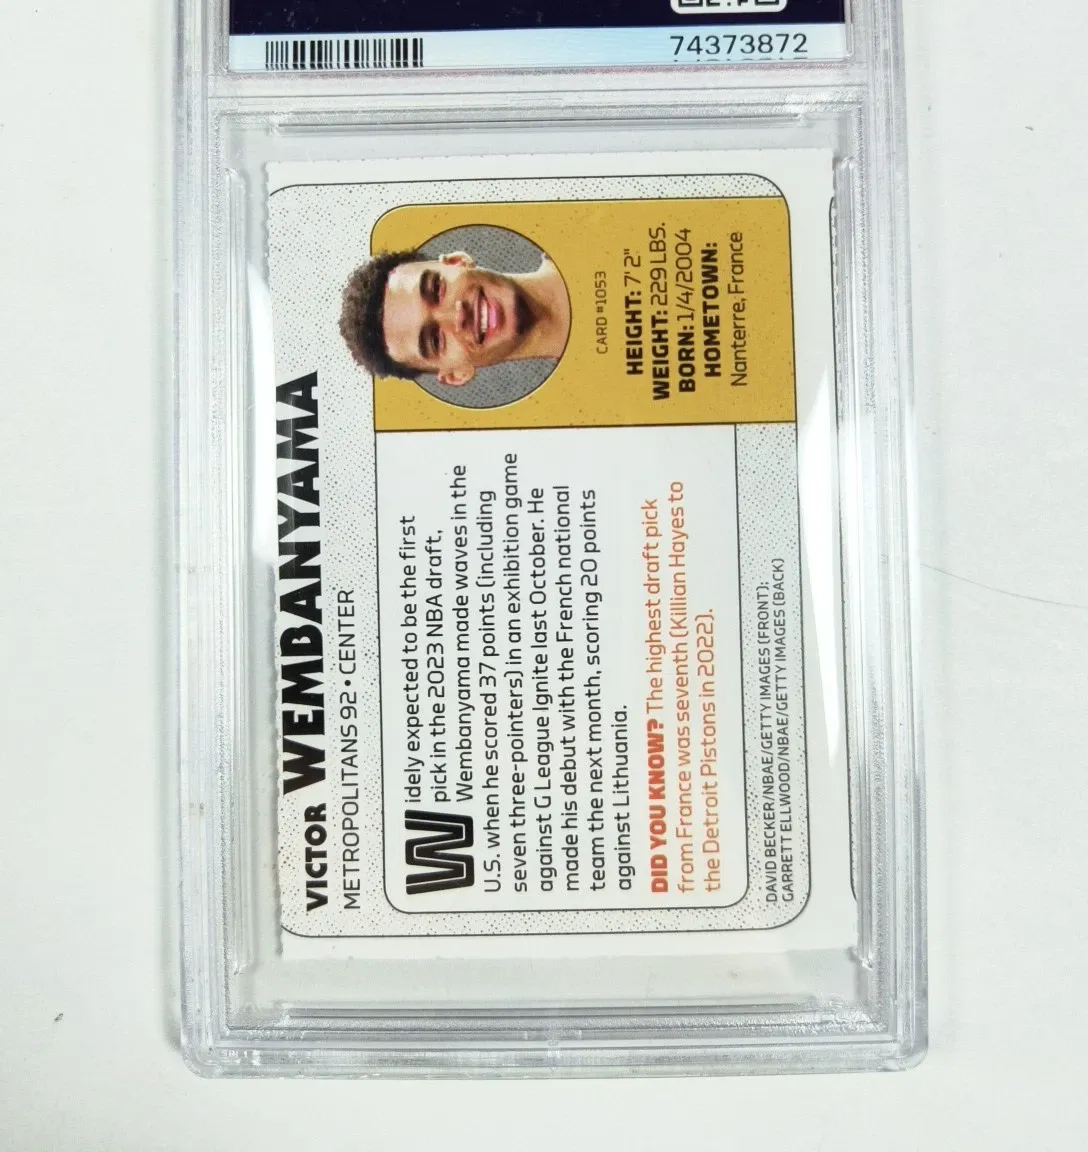 74373872
VICTOR WEMBANYAMA
METROPOLITANS 92 • CENTER
CARD #1053
HEIGHT: 7' 2"
WEIGHT: 229 LBS.
BORN: 1/4/2004
HOMETOWN:
Nanterre, France
Widely expected to be the first
pick in the 2023 NBA draft,
Wembanyama made waves in the
U.S. when he scored 37 points (including
seven three-pointers) in an exhibition game
against G League Ignite last October. He
made his debut with the French national
team the next month, scoring 20 points
against Lithuania.
DID YOU KNOW? The highest draft pick
from France was seventh (Killian Hayes to
the Detroit Pistons in 2022).
DAVID BECKER/NBAE/GETTY IMAGES (FRONT);
GARRETT ELLWOOD/NBAE/GETTY IMAGES (BACK)